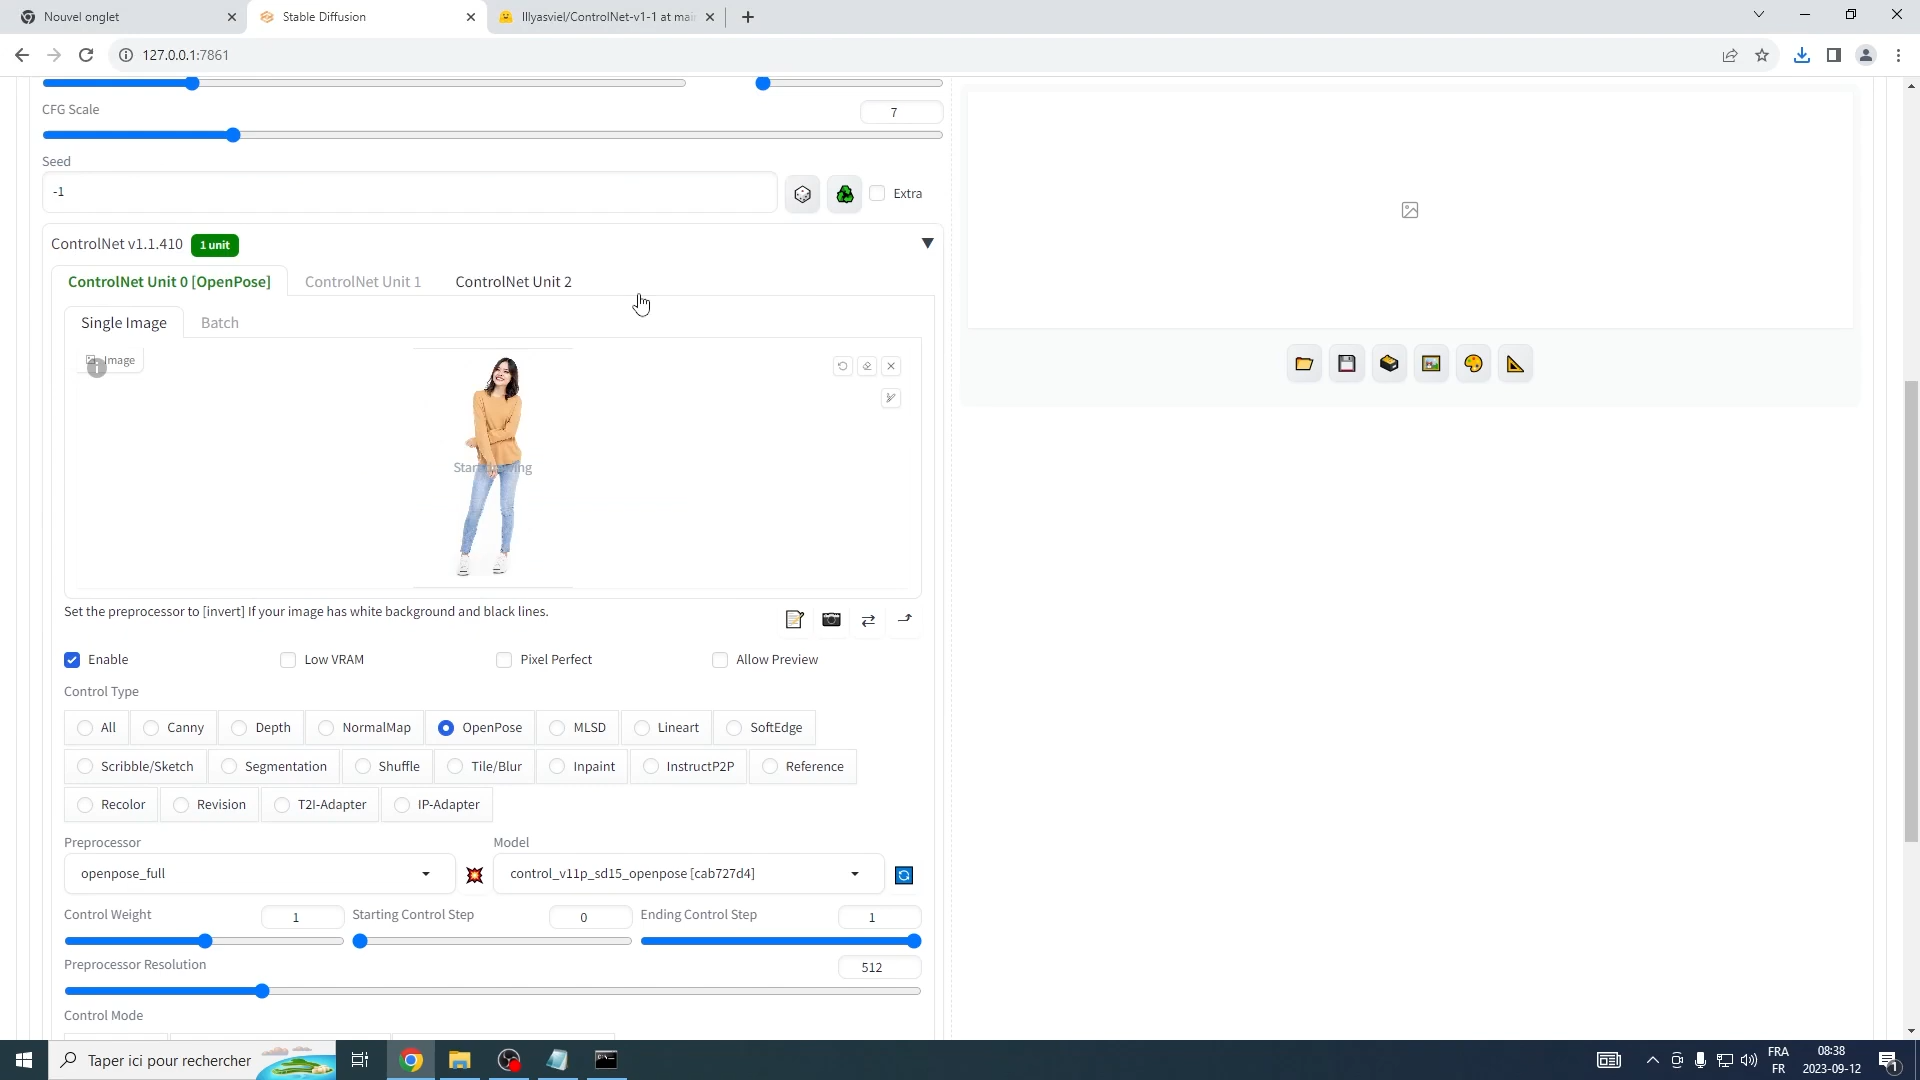 Nouvel onglet
Stable Diffusion
lllyasviel/ControlNet-v1-1 at mai
127.0.0.1:7861
CFG Scale
7
Seed
-1
Extra
ControlNet v1.1.410
1 unit
ControlNet Unit 0 [OpenPose]
ControlNet Unit 1
ControlNet Unit 2
Single Image
Batch
Image
Set the preprocessor to [invert] If your image has white background and black lines.
Enable
Low VRAM
Pixel Perfect
Allow Preview
Control Type
All
Canny
Depth
NormalMap
OpenPose
MLSD
Lineart
SoftEdge
Scribble/Sketch
Segmentation
Shuffle
Tile/Blur
Inpaint
InstructP2P
Reference
Recolor
Revision
T2I-Adapter
IP-Adapter
Preprocessor
Model
openpose_full
control_v11p_sd15_openpose [cab727d4]
Control Weight
1
Starting Control Step
0
Ending Control Step
1
Preprocessor Resolution
512
Control Mode
Taper ici pour rechercher
FRA
FR
08:38
2023-09-12
1